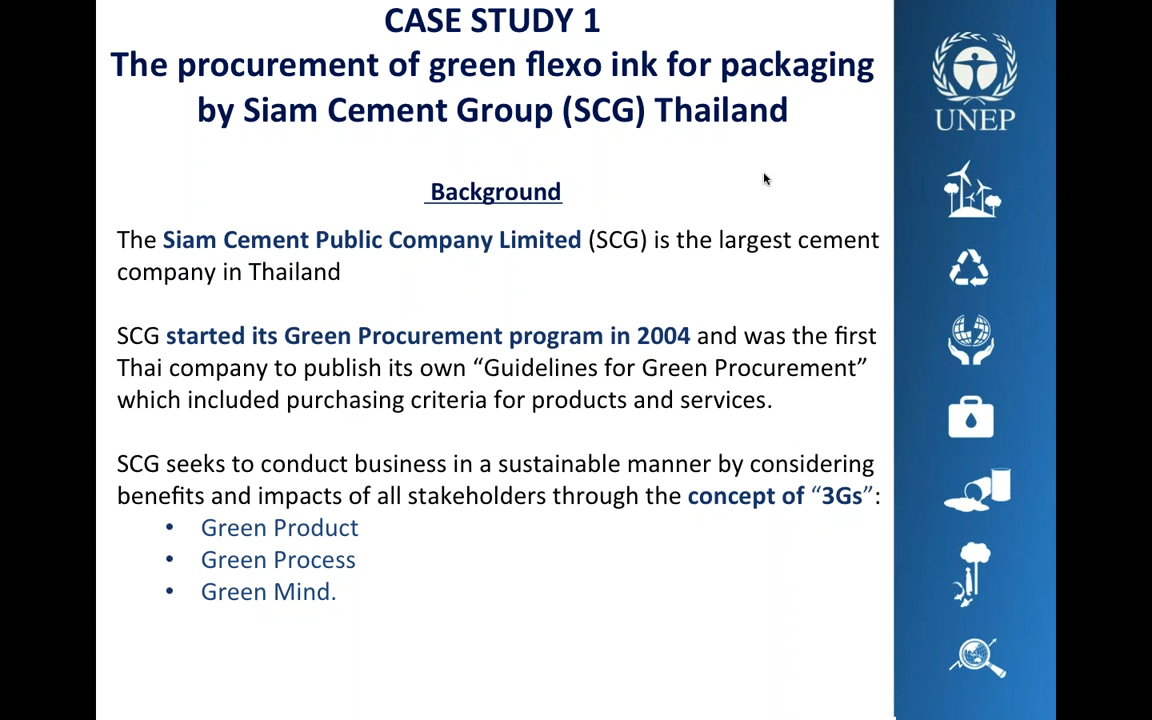 CASE STUDY 1
The procurement of green flexo ink for packaging
by Siam Cement Group (SCG) Thailand
Background
The Siam Cement Public Company Limited (SCG) is the largest cement
company in Thailand
SCG started its Green Procurement program in 2004 and was the first
Thai company to publish its own “Guidelines for Green Procurement”
which included purchasing criteria for products and services.
SCG seeks to conduct business in a sustainable manner by considering
benefits and impacts of all stakeholders through the concept of “3Gs”:
• Green Product
• Green Process
• Green Mind.
UNEP